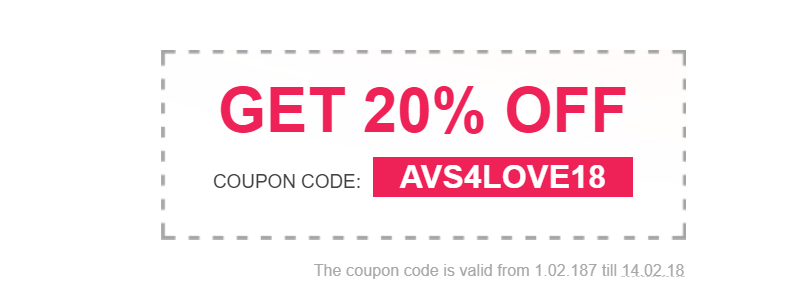 GET 20% OFF
COUPON CODE: AVS4LOVE18
The coupon code is valid from 1.02.187 till 14.02.18